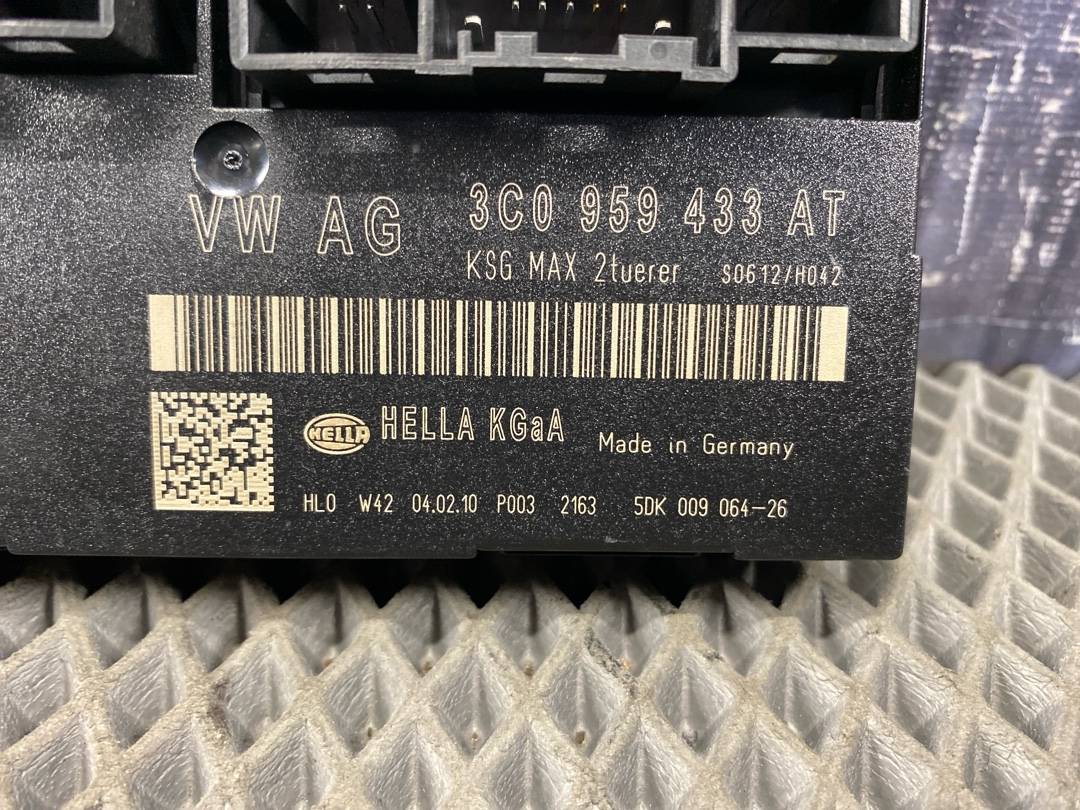 VW AG 3C0 959 433 AT
KSG MAX 2tuerer S0612/H042
HELLA HELLA KGaA Made in Germany
HLO W42 04.02.10 P003 2163 5DK 009 064-26